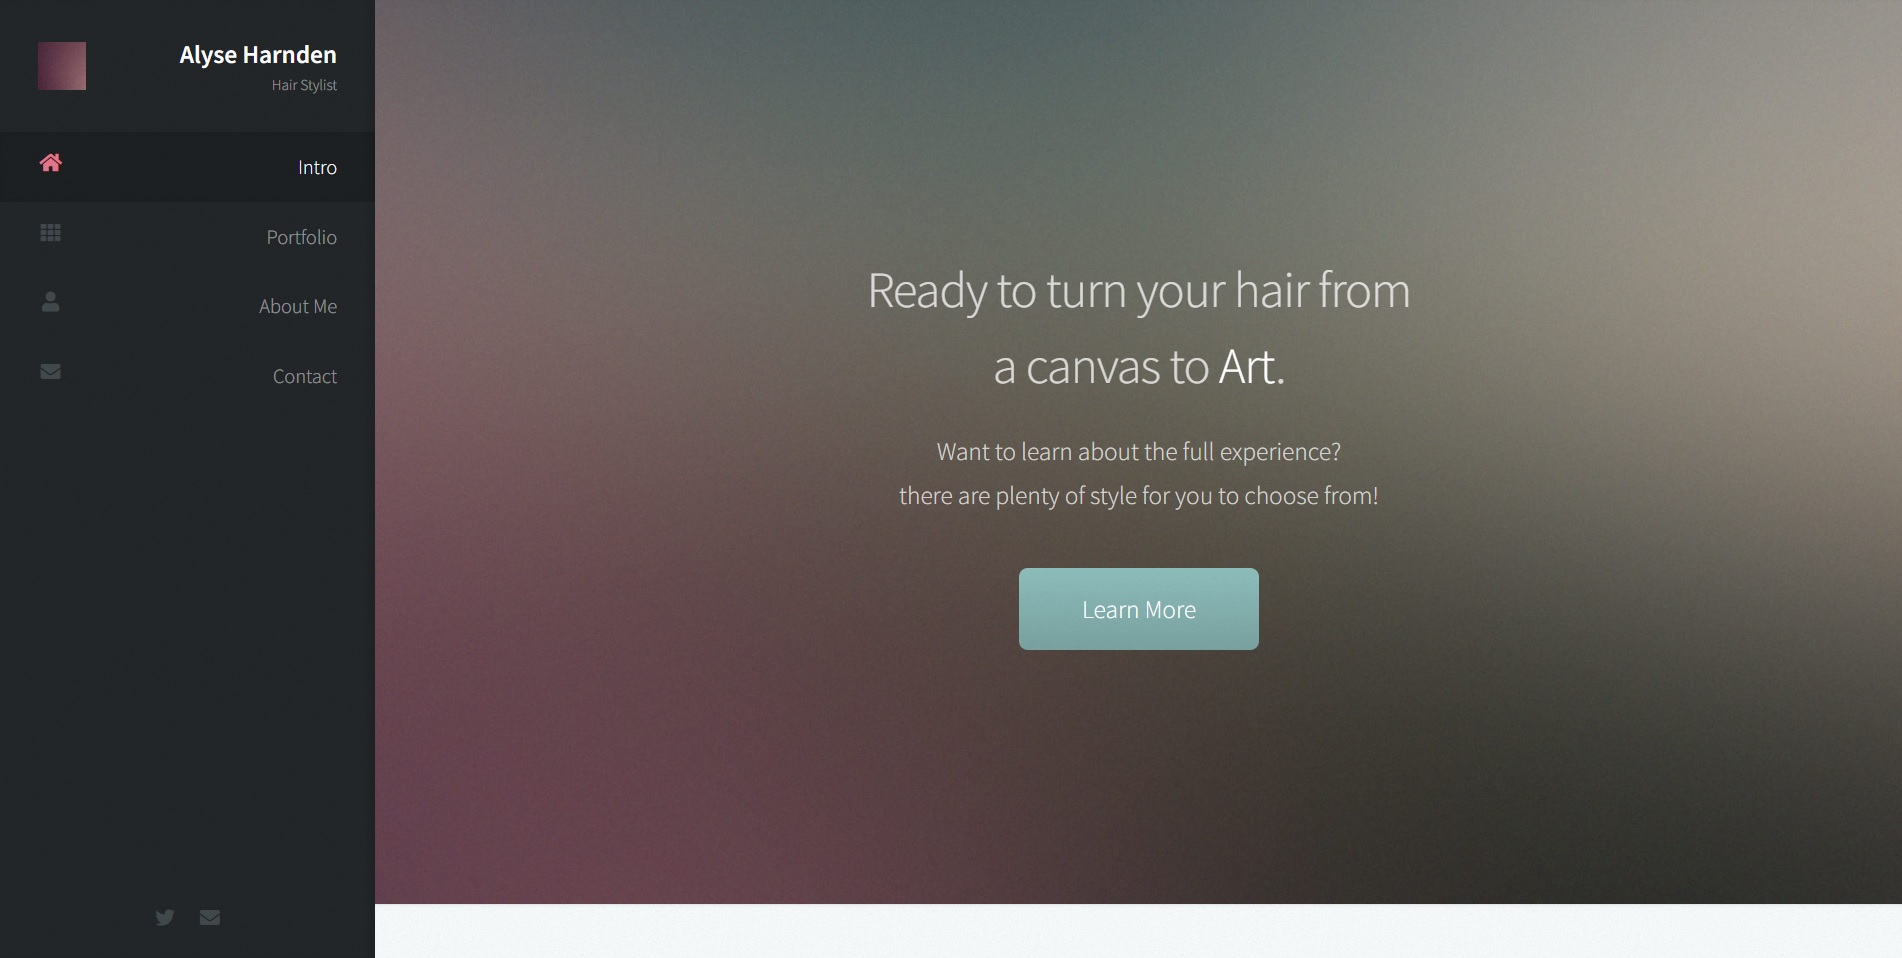 Alyse Harnden
Hair Stylist
Intro
Portfolio
About Me
Contact
Ready to turn your hair from
a canvas to Art.
Want to learn about the full experience?
there are plenty of style for you to choose from!
Learn More